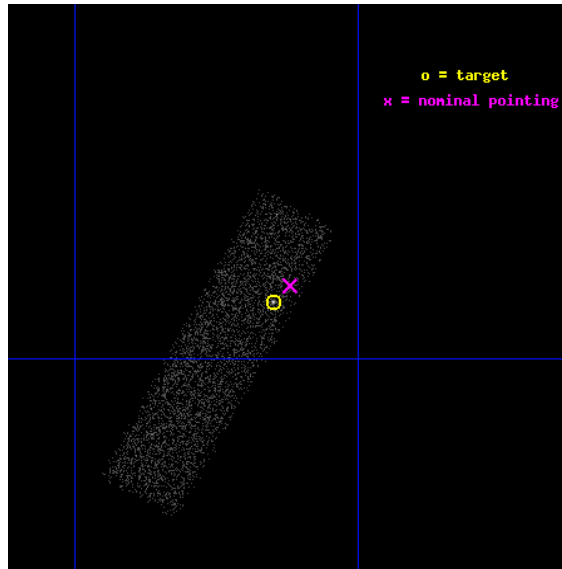 o = target
x = nominal pointing